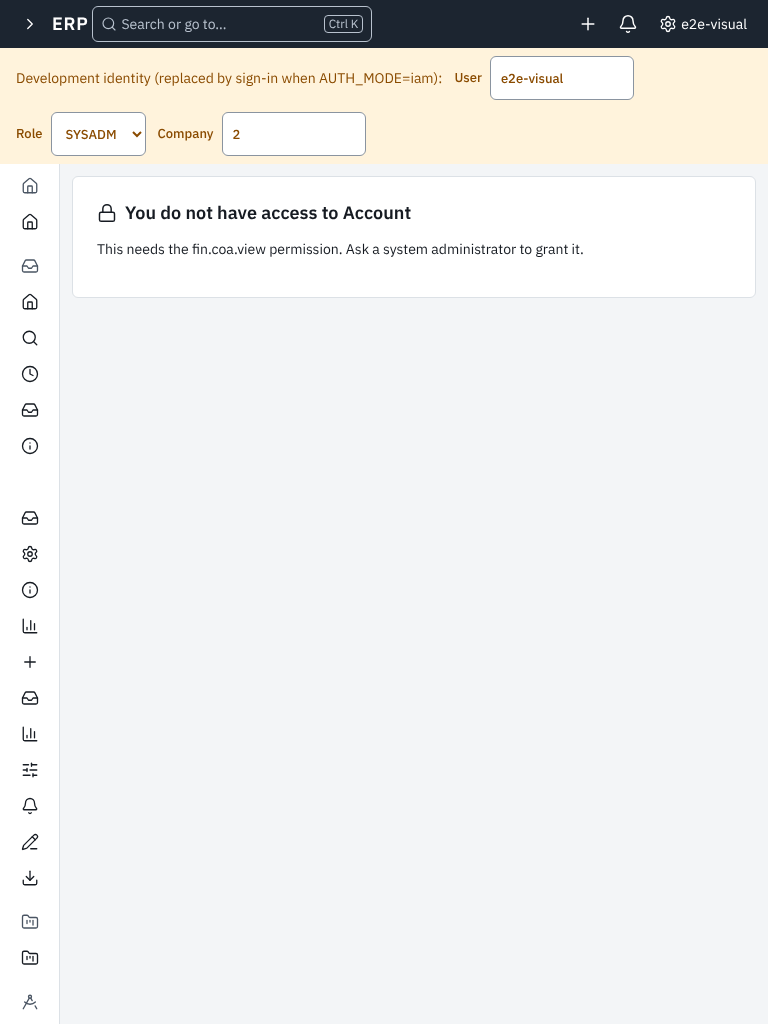 ERP Search or go to... Ctrl K e2e-visual
Development identity (replaced by sign-in when AUTH_MODE=iam): User e2e-visual
Role SYSADM Company 2
You do not have access to Account
This needs the fin.coa.view permission. Ask a system administrator to grant it.